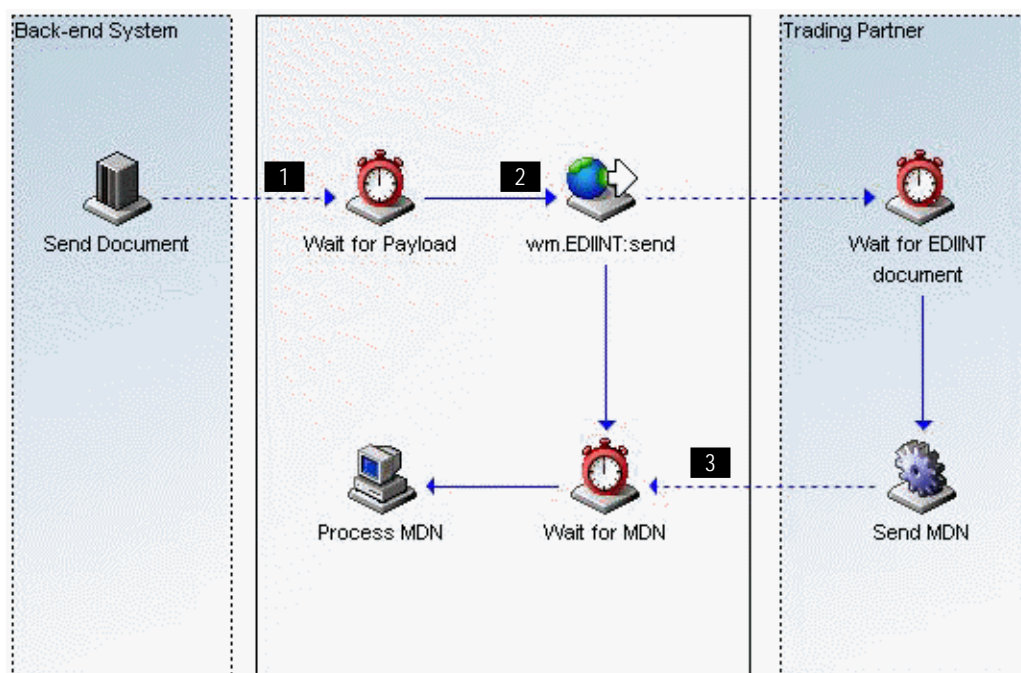 Back-end System
Trading Partner
1
2
Send Document
Wait for Payload
wm.EDIINT:send
Wait for EDIINT
document
3
Process MDN
Wait for MDN
Send MDN